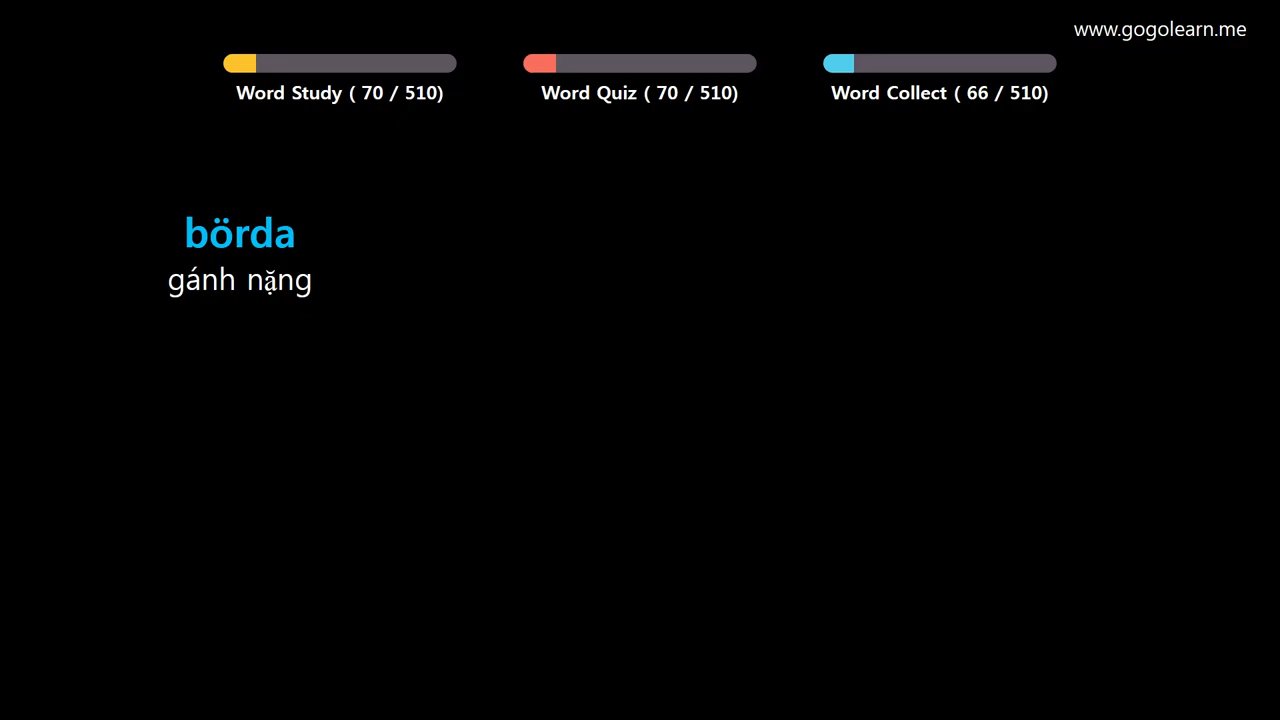 www.gogolearn.me
Word Study ( 70 / 510)
Word Quiz ( 70 / 510)
Word Collect ( 66 / 510)
börda
gánh nặng